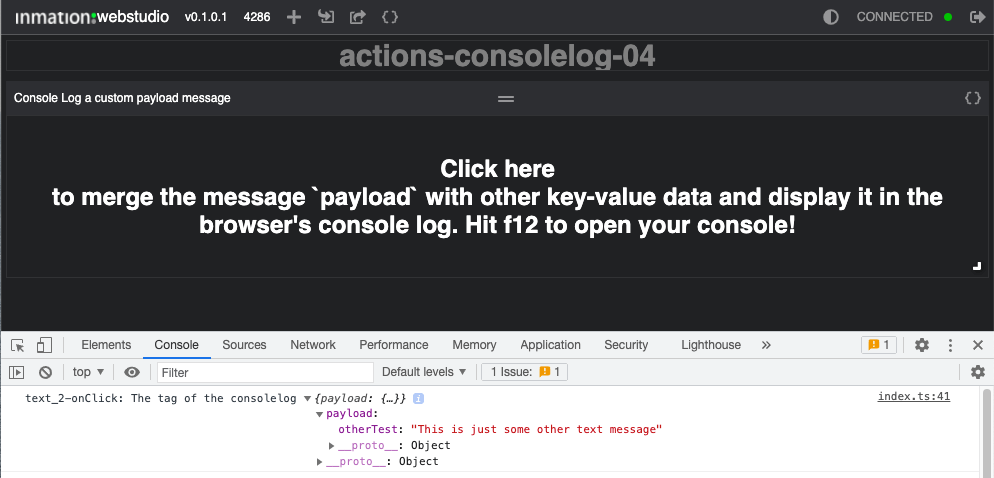 inmation:webstudio v0.1.0.1 4286 CONNECTED
actions-consolelog-04
Console Log a custom payload message
Click here
to merge the message `payload` with other key-value data and display it in the
browser's console log. Hit f12 to open your console!
Elements Console Sources Network Performance Memory Application Security Lighthouse » 1
top Filter Default levels 1 Issue: 1
text_2-onClick: The tag of the consolelog {payload: {…}} i index.ts:41
payload:
otherTest: "This is just some other text message"
__proto__: Object
__proto__: Object